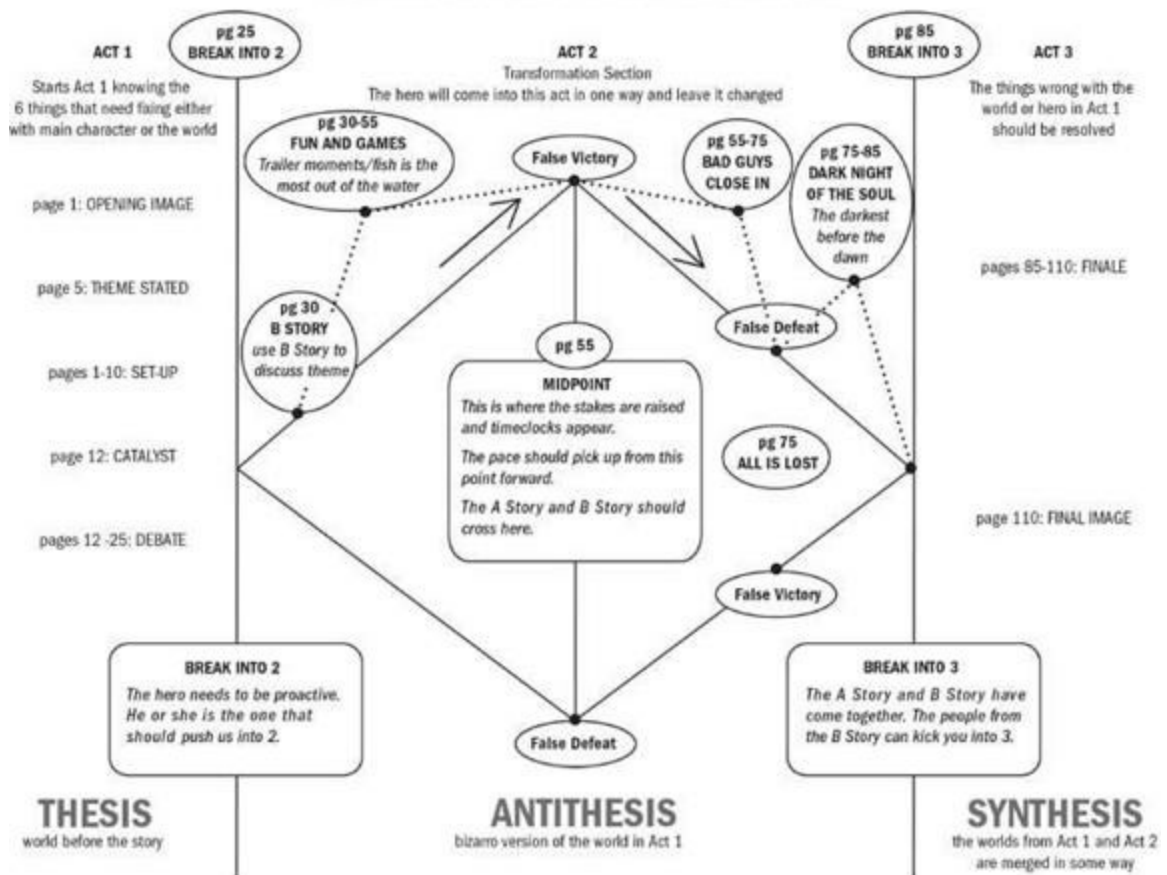 pg 25
BREAK INTO 2
pg 85
BREAK INTO 3
ACT 1
Starts Act 1 knowing the
6 things that need fixing either
with main character or the world
page 1: OPENING IMAGE
page 5: THEME STATED
pages 1-10: SET-UP
page 12: CATALYST
pages 12 -25: DEBATE
BREAK INTO 2
The hero needs to be proactive.
He or she is the one that
should push us into 2.
THESIS
world before the story
ACT 2
Transformation Section
The hero will come into this act in one way and leave it changed
pg 30-55
FUN AND GAMES
Trailer moments/fish is the
most out of the water
False Victory
pg 55-75
BAD GUYS
CLOSE IN
pg 75-85
DARK NIGHT
OF THE SOUL
The darkest
before the
dawn
pg 30
B STORY
use B Story to
discuss theme
False Defeat
pg 55
MIDPOINT
This is where the stakes are raised
and timeclocks appear.
The pace should pick up from this
point forward.
The A Story and B Story should
cross here.
pg 75
ALL IS LOST
False Victory
False Defeat
ANTITHESIS
bizarro version of the world in Act 1
ACT 3
The things wrong with the
world or hero in Act 1
should be resolved
pages 85-110: FINALE
page 110: FINAL IMAGE
BREAK INTO 3
The A Story and B Story have
come together. The people from
the B Story can kick you into 3.
SYNTHESIS
the worlds from Act 1 and Act 2
are merged in some way